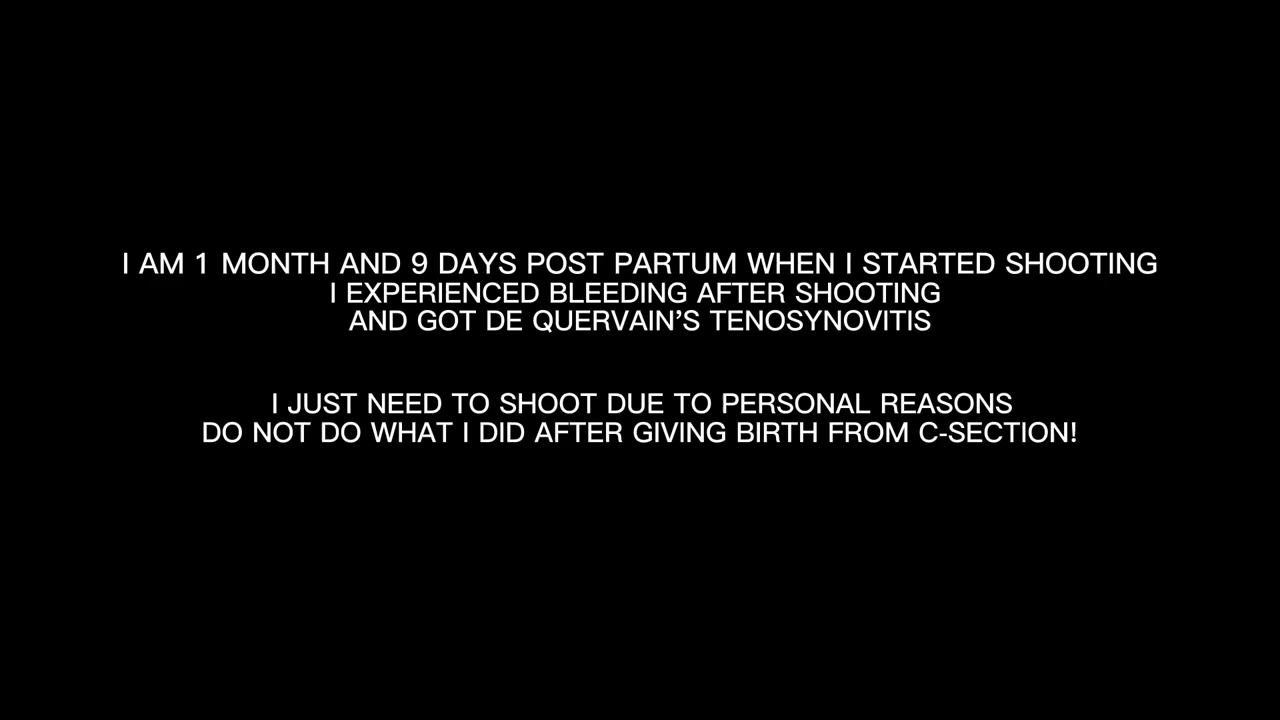 I AM 1 MONTH AND 9 DAYS POST PARTUM WHEN I STARTED SHOOTING
I EXPERIENCED BLEEDING AFTER SHOOTING
AND GOT DE QUERVAIN’S TENOSYNOVITIS
I JUST NEED TO SHOOT DUE TO PERSONAL REASONS
DO NOT DO WHAT I DID AFTER GIVING BIRTH FROM C-SECTION!